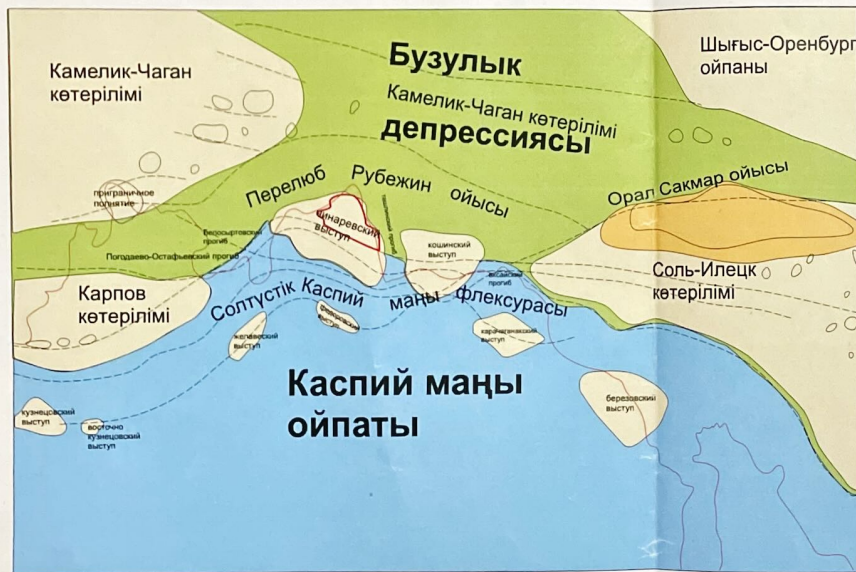 Бузулык
Камелик-Чаган көтерілімі
депрессиясы
Шығыс-Оренбург
ойпаны
Камелик-Чаган
көтерілімі
приграничное
поднятие
Перелюб Рубежин ойысы
Орал Сакмар ойысы
чинаревский
выступ
кошинский
выступ
Погодаево-Остафьевский прогиб
прогиб
Карпов
көтерілімі
Солтүстік Каспий маңы флексурасы
прогиб
Соль-Илецк
көтерілімі
выступ
выступ
карачаганакский
выступ
Каспий маңы
ойпаты
кузнецовский
выступ
восточно
кузнецовский
выступ
березовский
выступ